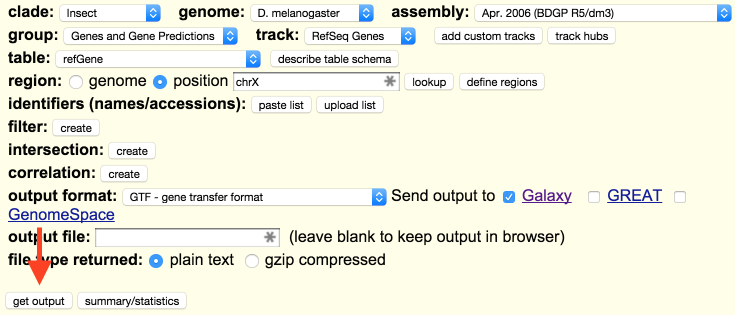 clade: Insect genome: D. melanogaster assembly: Apr. 2006 (BDGP R5/dm3)
group: Genes and Gene Predictions track: RefSeq Genes add custom tracks track hubs
table: refGene describe table schema
region: genome position chrX lookup define regions
identifiers (names/accessions): paste list upload list
filter: create
intersection: create
correlation: create
output format: GTF - gene transfer format Send output to Galaxy GREAT
GenomeSpace
output file: (leave blank to keep output in browser)
file type returned: plain text gzip compressed
get output summary/statistics